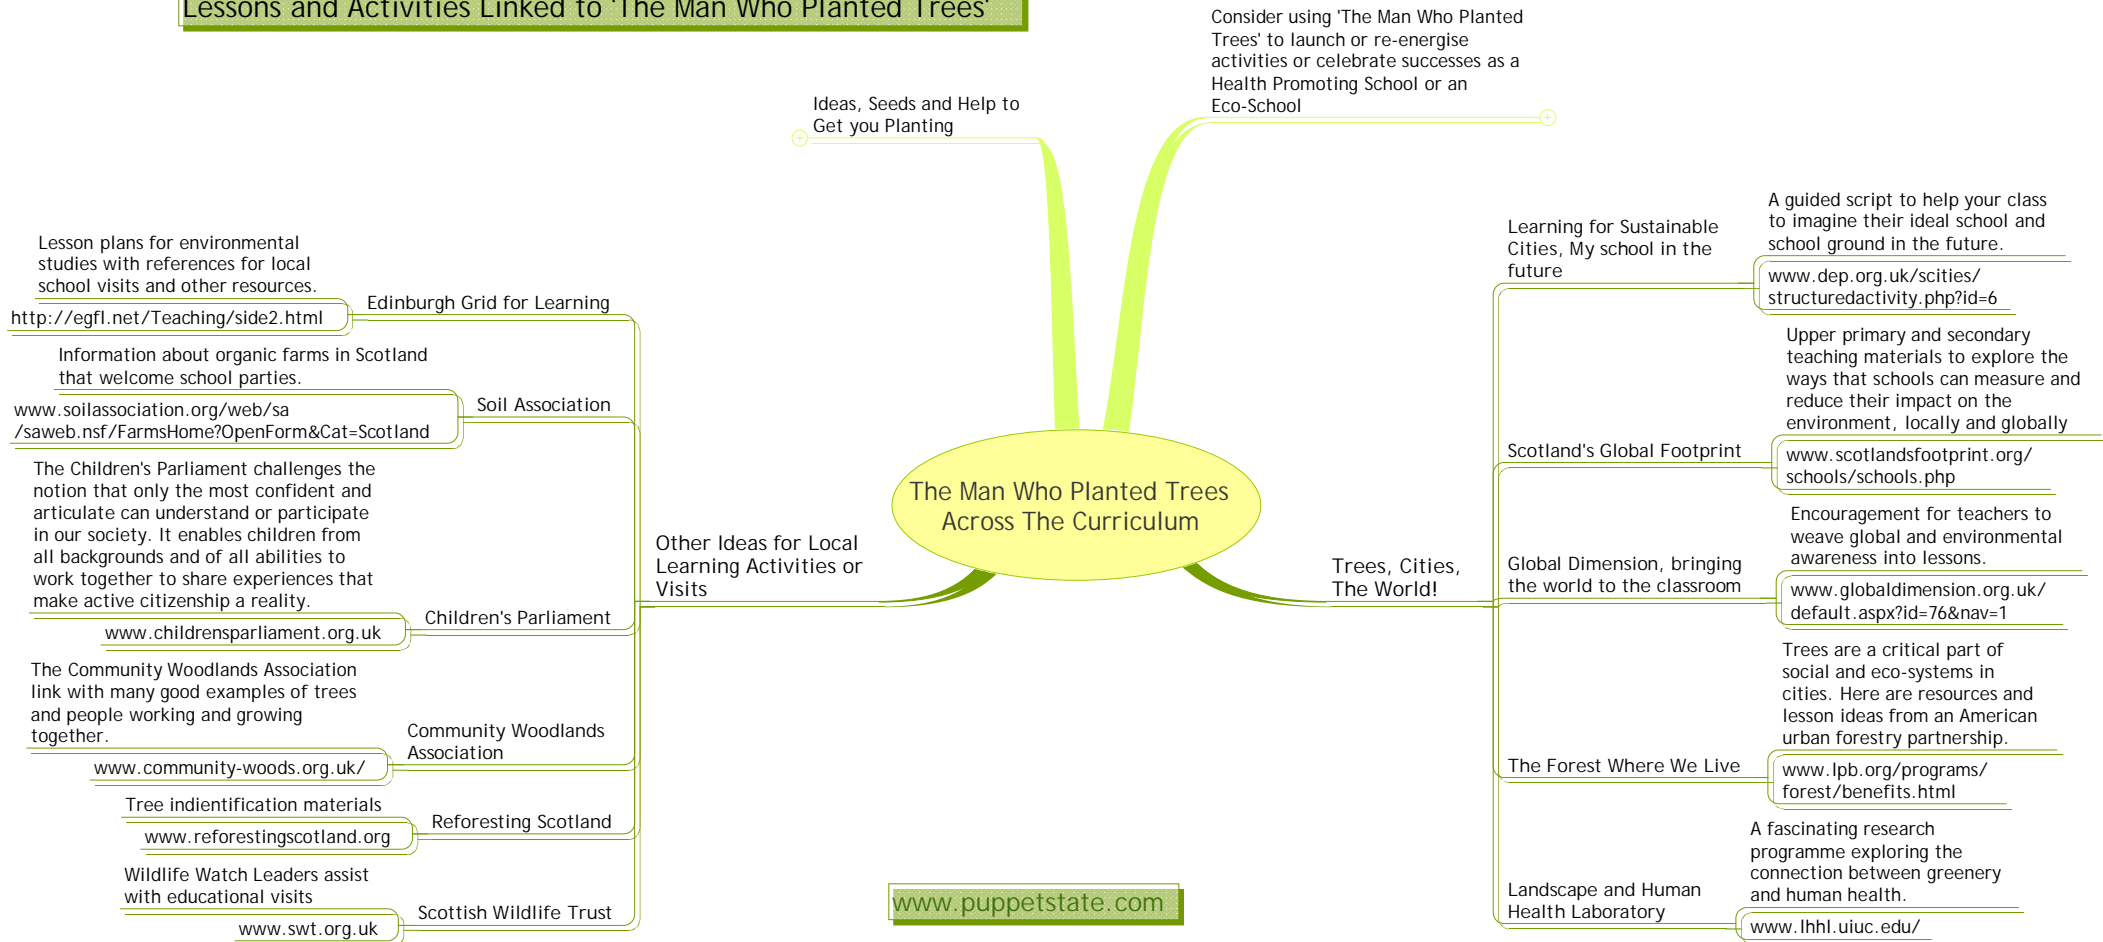 Lessons and Activities Linked to 'The Man Who Planted Trees'
Consider using 'The Man Who Planted
Trees' to launch or re-energise
activities or celebrate successes as a
Health Promoting School or an
Eco-School
Ideas, Seeds and Help to
Get you Planting
The Man Who Planted Trees
Across The Curriculum
Other Ideas for Local
Learning Activities or
Visits
Edinburgh Grid for Learning
Lesson plans for environmental
studies with references for local
school visits and other resources.
http://egfl.net/Teaching/side2.html
Soil Association
Information about organic farms in Scotland
that welcome school parties.
www.soilassociation.org/web/sa
/saweb.nsf/FarmsHome?OpenForm&Cat=Scotland
Children's Parliament
The Children's Parliament challenges the
notion that only the most confident and
articulate can understand or participate
in our society. It enables children from
all backgrounds and of all abilities to
work together to share experiences that
make active citizenship a reality.
www.childrensparliament.org.uk
Community Woodlands
Association
The Community Woodlands Association
link with many good examples of trees
and people working and growing
together.
www.community-woods.org.uk/
Reforesting Scotland
Tree indientification materials
www.reforestingscotland.org
Scottish Wildlife Trust
Wildlife Watch Leaders assist
with educational visits
www.swt.org.uk
Trees, Cities,
The World!
Learning for Sustainable
Cities, My school in the
future
A guided script to help your class
to imagine their ideal school and
school ground in the future.
www.dep.org.uk/scities/
structuredactivity.php?id=6
Scotland's Global Footprint
Upper primary and secondary
teaching materials to explore the
ways that schools can measure and
reduce their impact on the
environment, locally and globally
www.scotlandsfootprint.org/
schools/schools.php
Global Dimension, bringing
the world to the classroom
Encouragement for teachers to
weave global and environmental
awareness into lessons.
www.globaldimension.org.uk/
default.aspx?id=76&nav=1
The Forest Where We Live
Trees are a critical part of
social and eco-systems in
cities. Here are resources and
lesson ideas from an American
urban forestry partnership.
www.lpb.org/programs/
forest/benefits.html
Landscape and Human
Health Laboratory
A fascinating research
programme exploring the
connection between greenery
and human health.
www.lhhl.uiuc.edu/
www.puppetstate.com